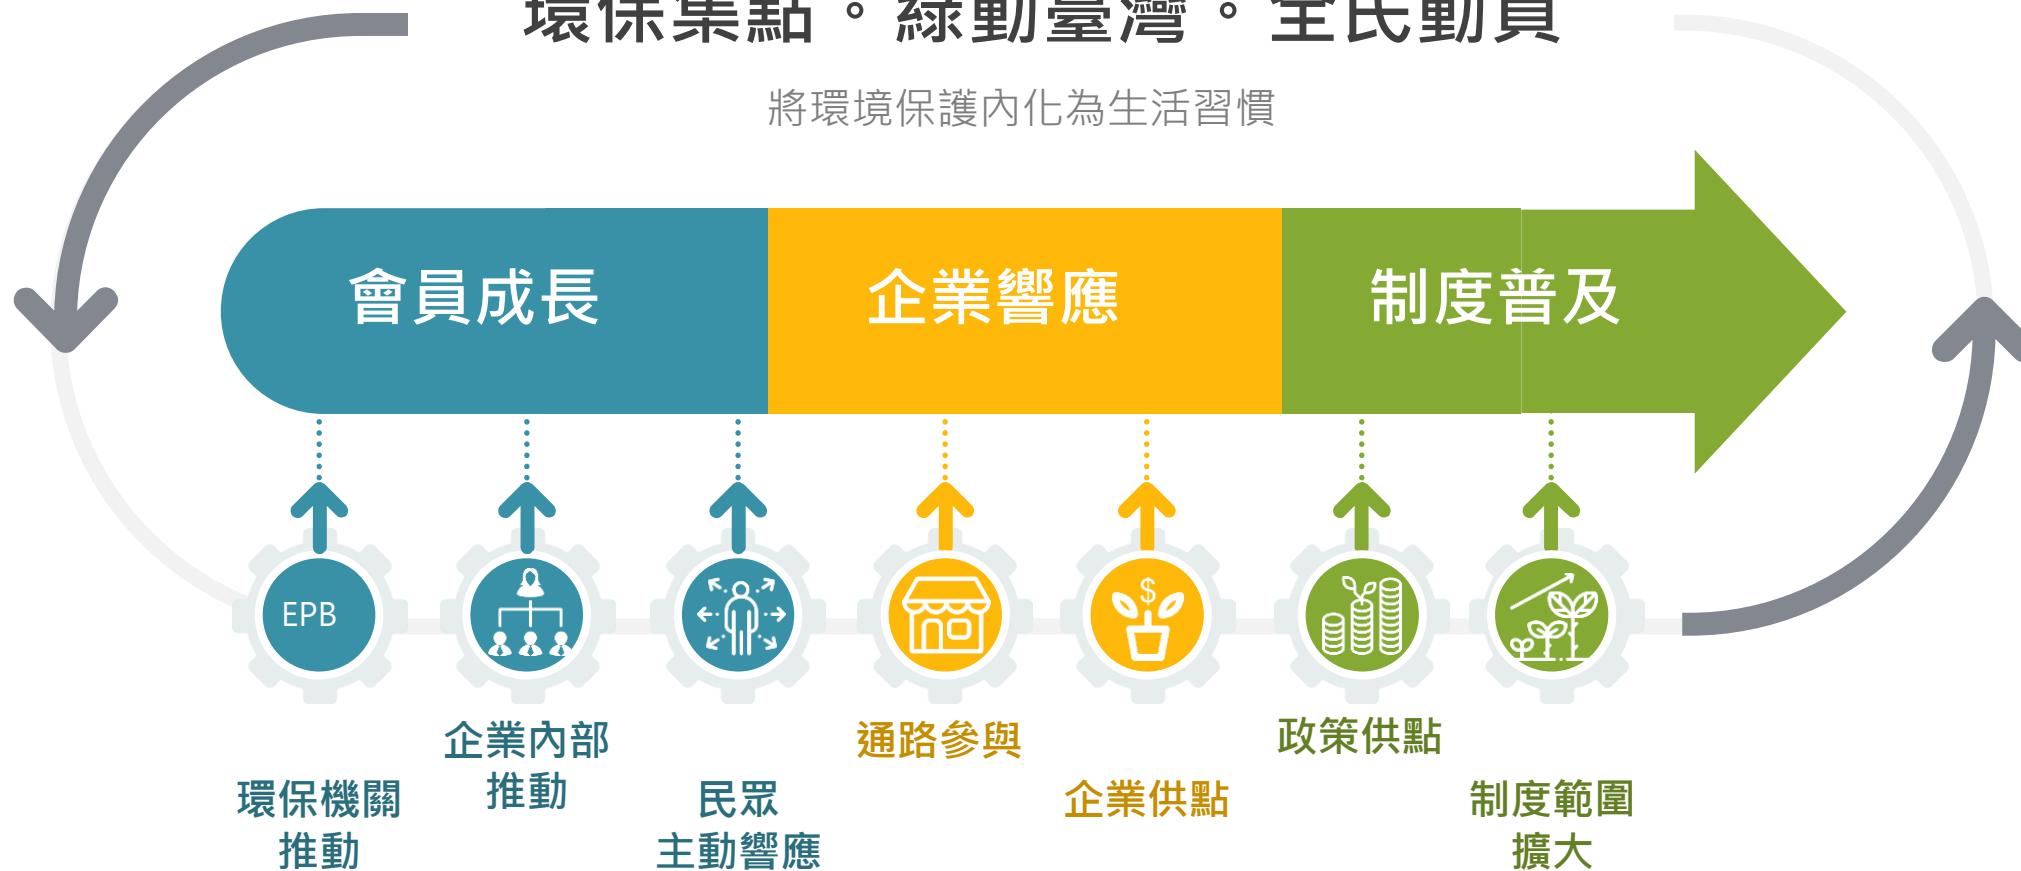 環保集點。綠動臺灣。全民動員
將環境保護內化為生活習慣
會員成長
企業響應
制度普及
EPB
$
環保機關
推動
企業內部
推動
民眾
主動響應
通路參與
企業供點
政策供點
制度範圍
擴大